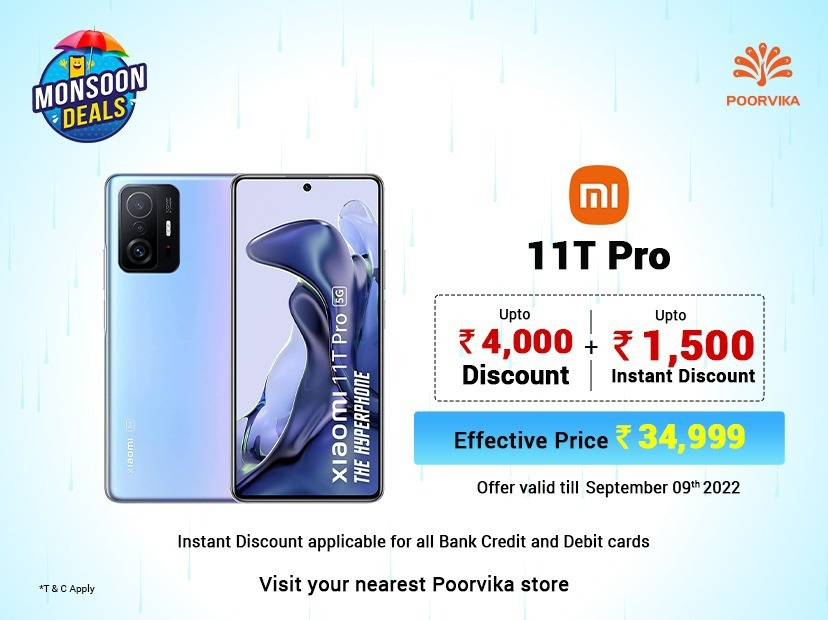 MONSOON
DEALS
POORVIKA
mi
11T Pro
Upto
₹ 4,000
Discount
+
Upto
₹ 1,500
Instant Discount
Effective Price ₹ 34,999
Offer valid till September 09th 2022
xiaomi 5G
xiaomi 11T Pro 5G
THE HYPERPHONE
Instant Discount applicable for all Bank Credit and Debit cards
*T & C Apply
Visit your nearest Poorvika store